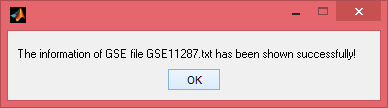 The information of GSE file GSE11287.txt has been shown successfully!
OK